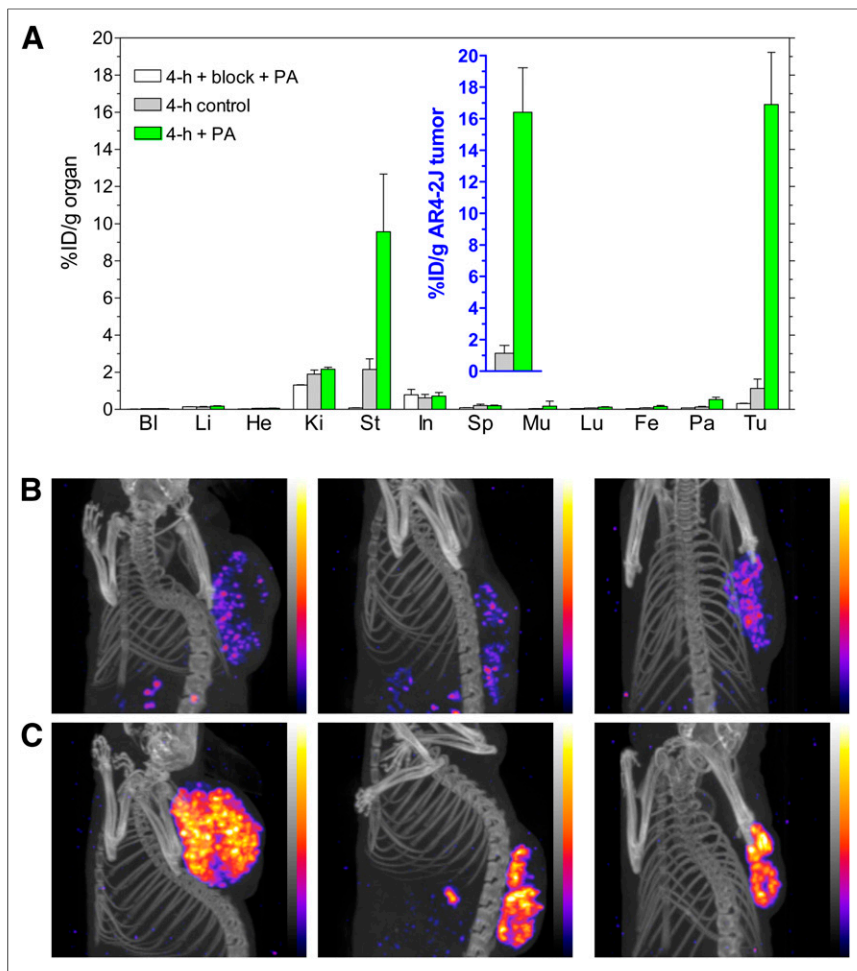 A
20
18
16
14
12
10
8
6
4
2
0
%ID/g organ
4-h + block + PA
4-h control
4-h + PA
20
18
16
14
12
10
8
6
4
2
0
%ID/g AR4-2J tumor
Bl Li He Ki St In Sp Mu Lu Fe Pa Tu
B
C